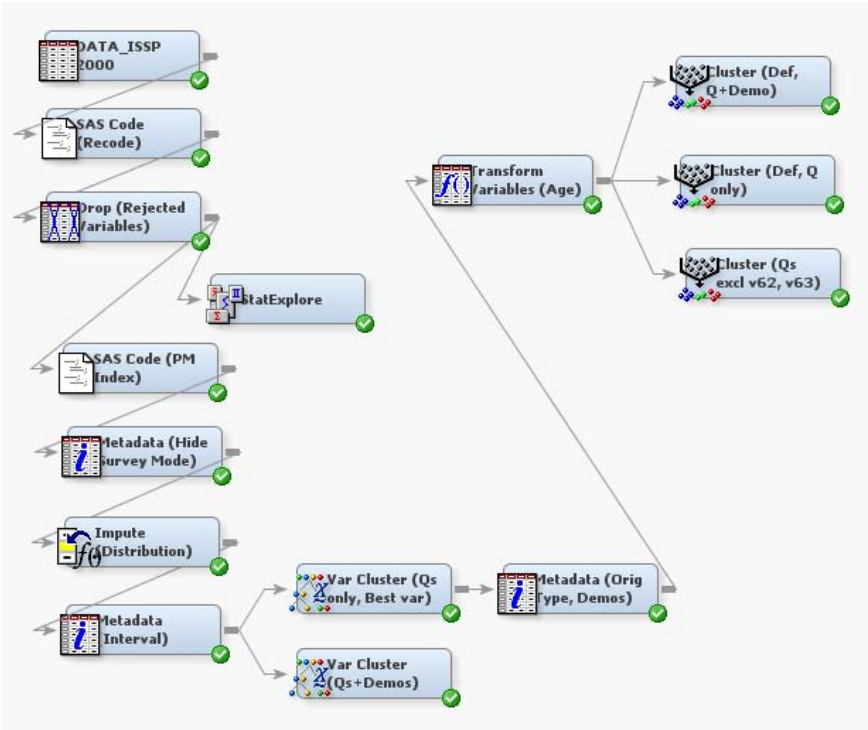 DATA_ISSP
2000
SAS Code
(Recode)
Drop (Rejected
Variables)
StatExplore
SAS Code (PM
Index)
Metadata (Hide
Survey Mode)
Impute
(Distribution)
Metadata
(Interval)
Var Cluster (Qs
only, Best var)
Var Cluster
(Qs+Demos)
Metadata (Orig
Type, Demos)
Transform
Variables (Age)
Cluster (Def,
Q+Demo)
Cluster (Def, Q
only)
Cluster (Qs
excl v62, v63)